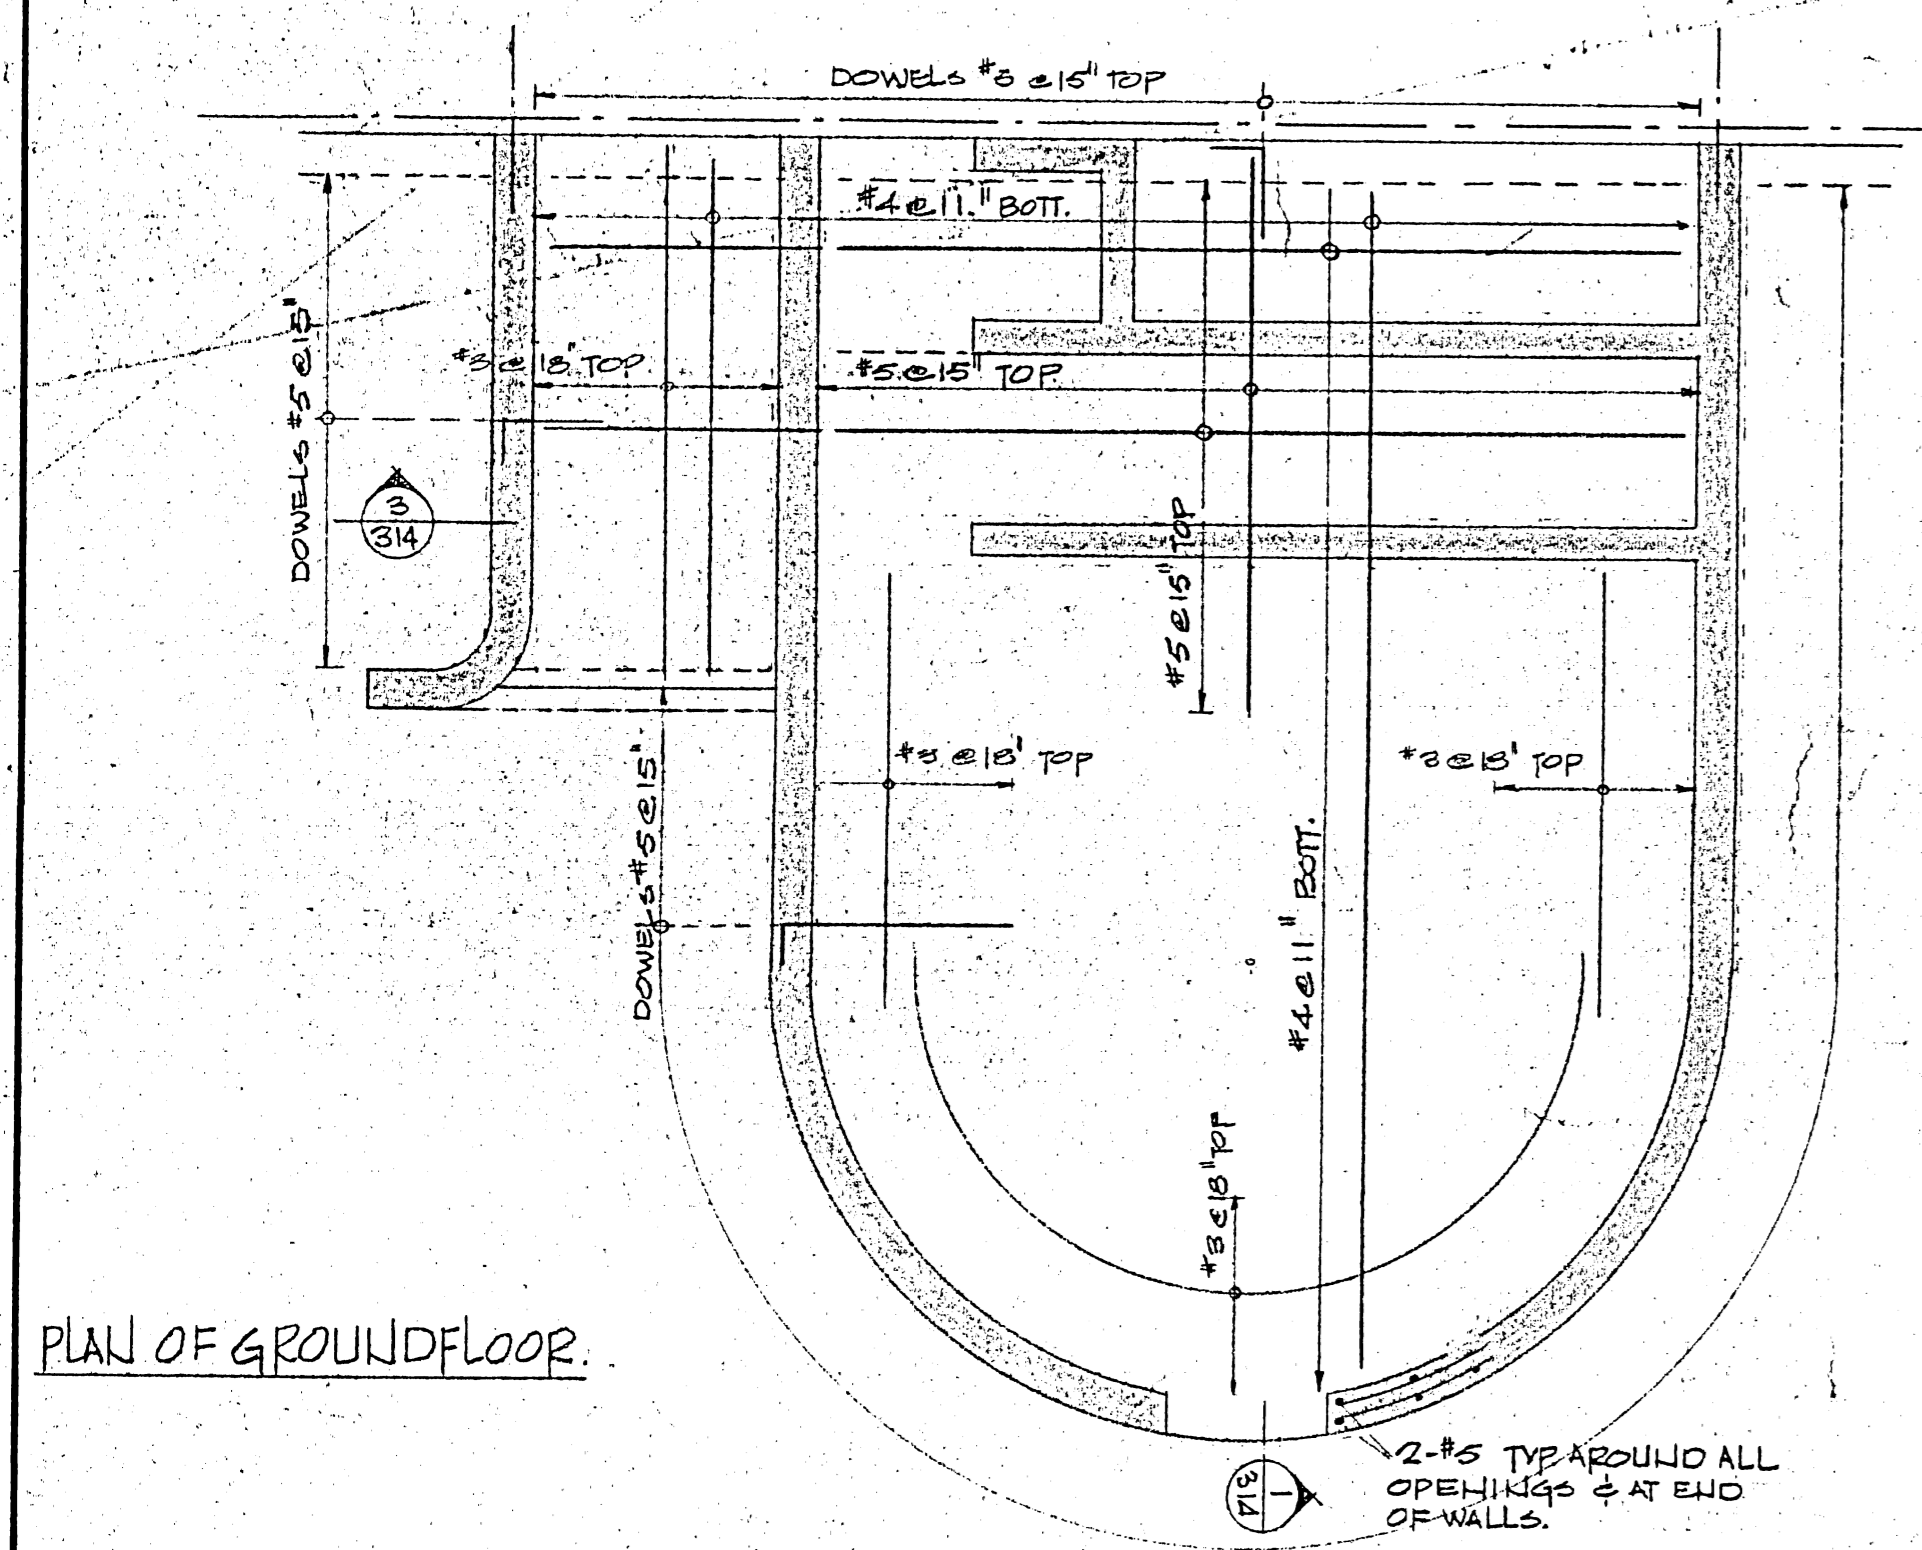 DOWELS #5 @ 15" TOP
#4 @ 11." BOTT.
DOWELS #5 @ 15"
#3 @ 18" TOP.
#5 @ 15" TOP
3
314
#5 @ 15" TOP
DOWELS #5 @ 15"
#3 @ 18" TOP
#3 @ 18" TOP
#4 @ 11" BOTT.
#3 @ 18" TOP
PLAN OF GROUNDFLOOR.
1
314
2-#5 TYP AROUND ALL
OPENINGS & AT END
OF WALLS.